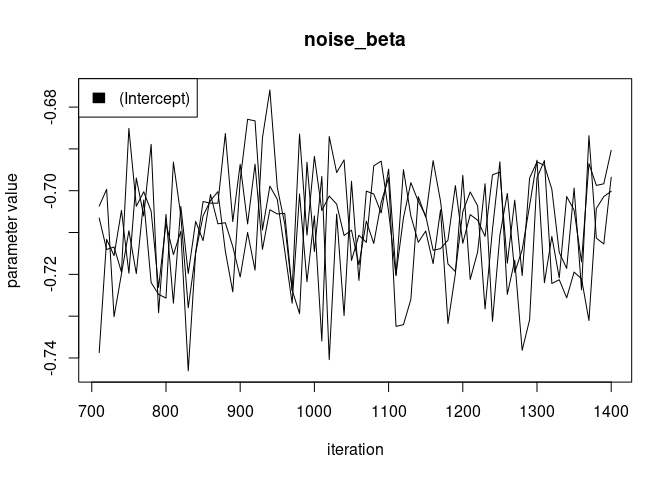 noise_beta
(Intercept)
parameter value
-0.68
-0.70
-0.72
-0.74
700 800 900 1000 1100 1200 1300 1400
iteration